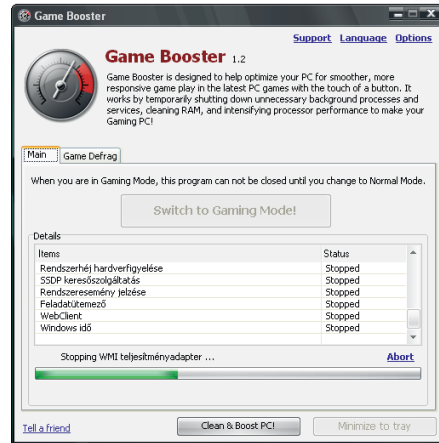 Game Booster
Support Language Options
Game Booster 1.2
Game Booster is designed to help optimize your PC for smoother, more
responsive game play in the latest PC games with the touch of a button. It
works by temporarily shutting down unnecessary background processes and
services, cleaning RAM, and intensifying processor performance to make your
Gaming PC!
Main Game Defrag
When you are in Gaming Mode, this program can not be closed until you change to Normal Mode.
Switch to Gaming Mode!
Details
Items Status
Rendszerhéj hardverfigyelése Stopped
SSDP keresőszolgáltatás Stopped
Rendszeresemény jelzése Stopped
Feladatütemező Stopped
WebClient Stopped
Windows idő Stopped
Stopping WMI teljesítményadapter ... Abort
Tell a friend Clean & Boost PC! Minimize to tray